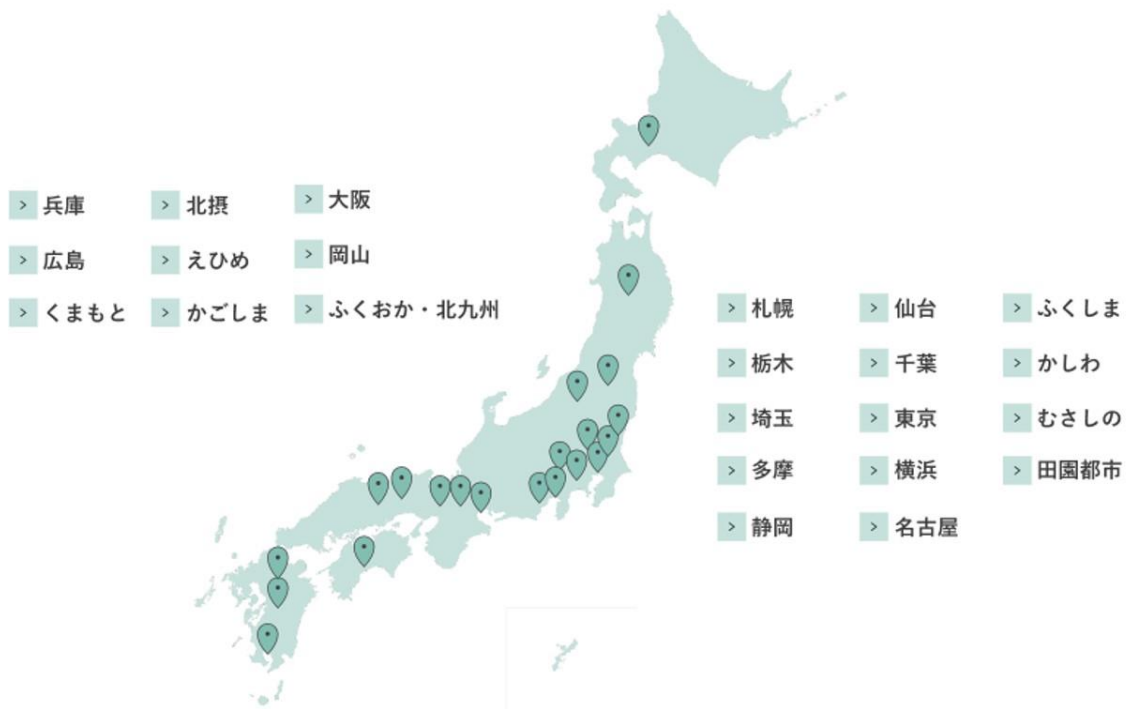 兵庫 北摂 大阪
広島 えひめ 岡山
くまもと かごしま ふくおか・北九州
札幌 仙台 ふくしま
栃木 千葉 かしわ
埼玉 東京 むさしの
多摩 横浜 田園都市
静岡 名古屋